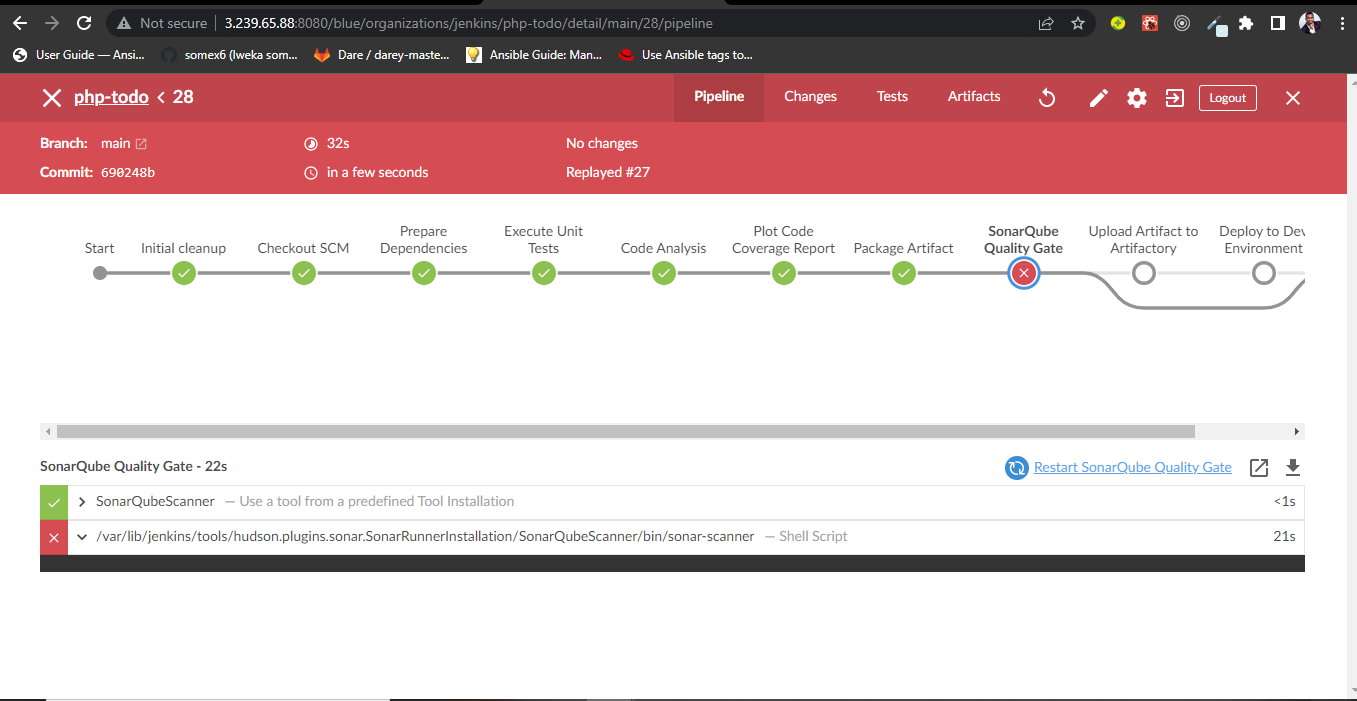 Not secure | 3.239.65.88:8080/blue/organizations/jenkins/php-todo/detail/main/28/pipeline
User Guide — Ansi... somex6 (Iweka som... Dare / darey-maste... Ansible Guide: Man... Use Ansible tags to...
php-todo < 28 Pipeline Changes Tests Artifacts Logout
Branch: main 32s No changes
Commit: 690248b in a few seconds Replayed #27
Prepare Execute Unit Plot Code SonarQube Upload Artifact to Deploy to Dev
Start Initial cleanup Checkout SCM Dependencies Tests Code Analysis Coverage Report Package Artifact Quality Gate Artifactory Environment
SonarQube Quality Gate - 22s Restart SonarQube Quality Gate
SonarQubeScanner — Use a tool from a predefined Tool Installation <1s
/var/lib/jenkins/tools/hudson.plugins.sonar.SonarRunnerInstallation/SonarQubeScanner/bin/sonar-scanner — Shell Script 21s